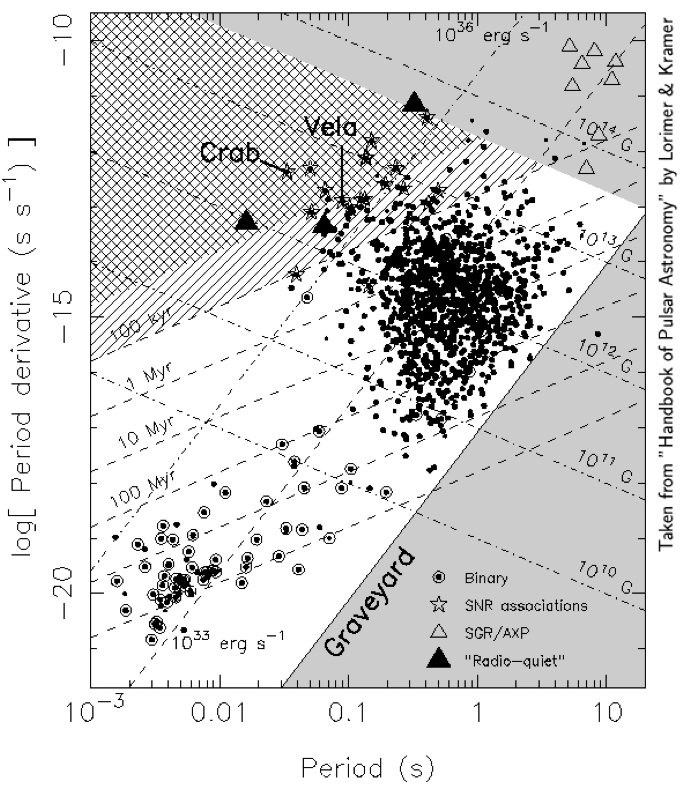 log[ Period derivative (s s⁻¹) ]
−10
−15
−20
10³⁶ erg s⁻¹
10¹⁴ G
Vela
Crab
10¹³ G
100 kyr
10¹² G
1 Myr
10 Myr
10¹¹ G
100 Myr
10¹⁰ G
Graveyard
Binary
SNR associations
SGR/AXP
"Radio−quiet"
10³³ erg s⁻¹
10⁻³ 0.01 0.1 1 10
Period (s)
Taken from "Handbook of Pulsar Astronomy" by Lorimer & Kramer